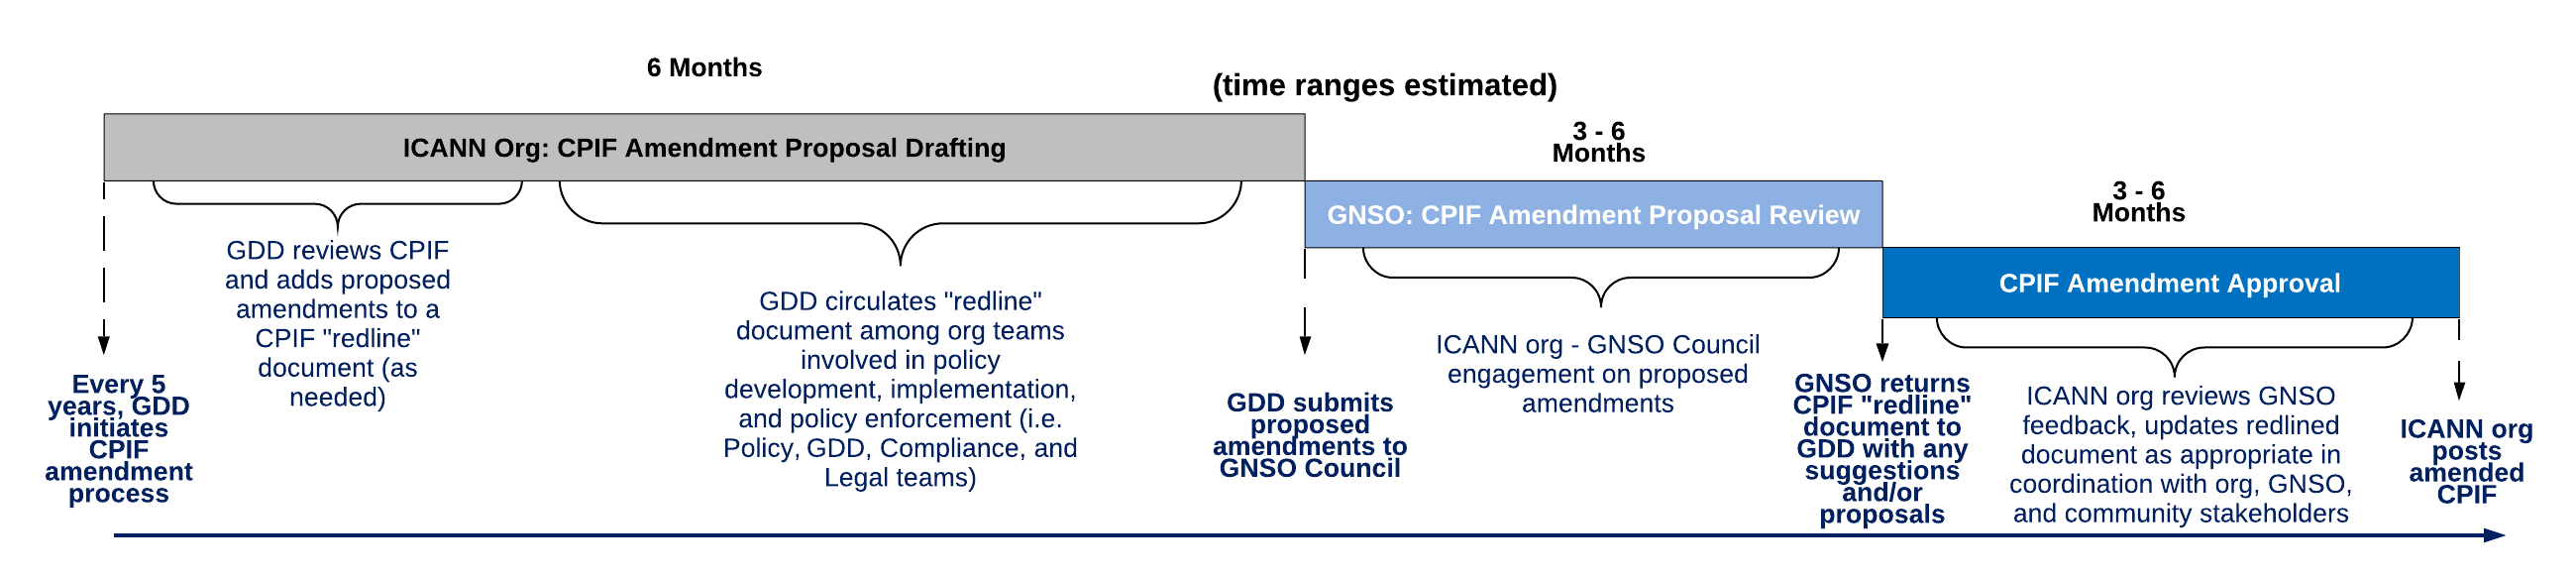 6 Months
(time ranges estimated)
ICANN Org: CPIF Amendment Proposal Drafting
3 - 6
Months
GNSO: CPIF Amendment Proposal Review
3 - 6
Months
CPIF Amendment Approval
Every 5
years, GDD
initiates
CPIF
amendment
process
GDD reviews CPIF
and adds proposed
amendments to a
CPIF "redline"
document (as
needed)
GDD circulates "redline"
document among org teams
involved in policy
development, implementation,
and policy enforcement (i.e.
Policy, GDD, Compliance, and
Legal teams)
GDD submits
proposed
amendments to
GNSO Council
ICANN org - GNSO Council
engagement on proposed
amendments
GNSO returns
CPIF "redline"
document to
GDD with any
suggestions
and/or
proposals
ICANN org reviews GNSO
feedback, updates redlined
document as appropriate in
coordination with org, GNSO,
and community stakeholders
ICANN org
posts
amended
CPIF